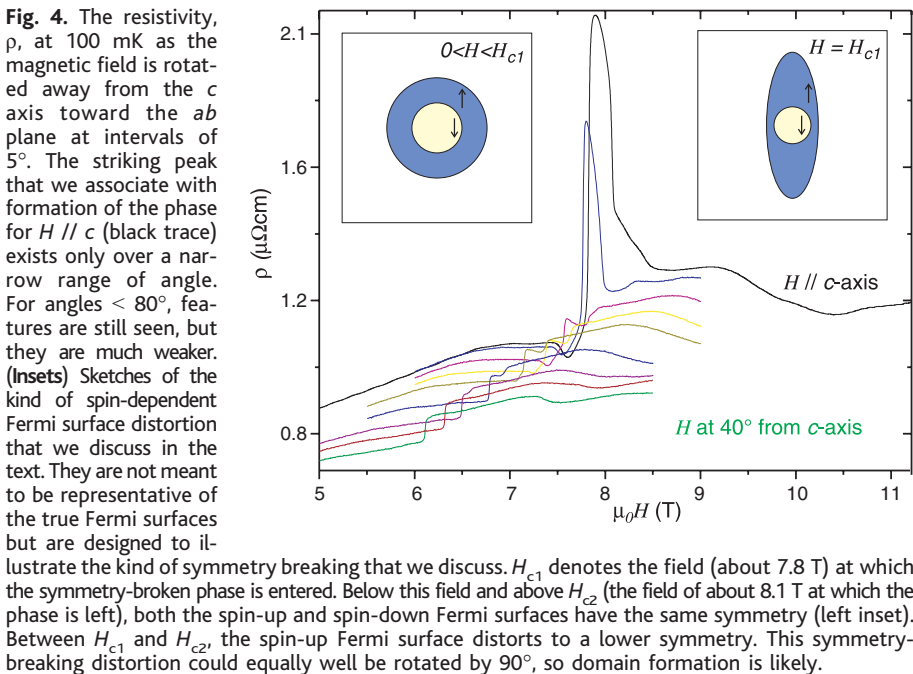 Fig. 4. The resistivity,
ρ, at 100 mK as the
magnetic field is rotat-
ed away from the c
axis toward the ab
plane at intervals of
5°. The striking peak
that we associate with
formation of the phase
for H // c (black trace)
exists only over a nar-
row range of angle.
For angles < 80°, fea-
tures are still seen, but
they are much weaker.
(Insets) Sketches of the
kind of spin-dependent
Fermi surface distortion
that we discuss in the
text. They are not meant
to be representative of
the true Fermi surfaces
but are designed to il-
lustrate the kind of symmetry breaking that we discuss. Hc1 denotes the field (about 7.8 T) at which
the symmetry-broken phase is entered. Below this field and above Hc2 (the field of about 8.1 T at which the
phase is left), both the spin-up and spin-down Fermi surfaces have the same symmetry (left inset).
Between Hc1 and Hc2, the spin-up Fermi surface distorts to a lower symmetry. This symmetry-
breaking distortion could equally well be rotated by 90°, so domain formation is likely.
2.1
1.6
1.2
0.8
ρ (μΩcm)
0<H<Hc1
H = Hc1
H // c-axis
H at 40° from c-axis
5 6 7 8 9 10 11
μ0H (T)